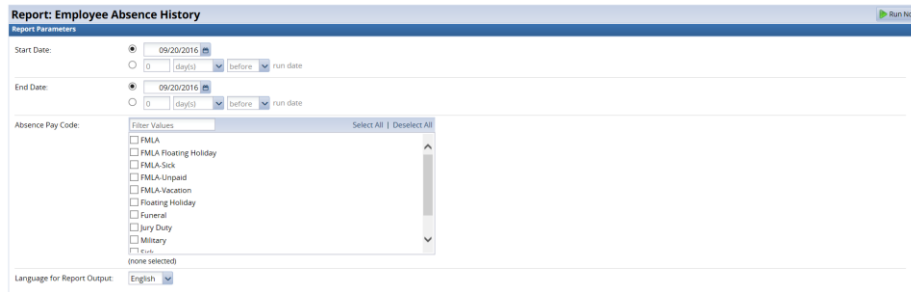 Report: Employee Absence History
Run No
Report Parameters
Start Date:
09/20/2016
0 day(s) before run date
End Date:
09/20/2016
0 day(s) before run date
Absence Pay Code:
Filter Values Select All | Deselect All
FMLA
FMLA Floating Holiday
FMLA-Sick
FMLA-Unpaid
FMLA-Vacation
Floating Holiday
Funeral
Jury Duty
Military
Sick
(none selected)
Language for Report Output: English